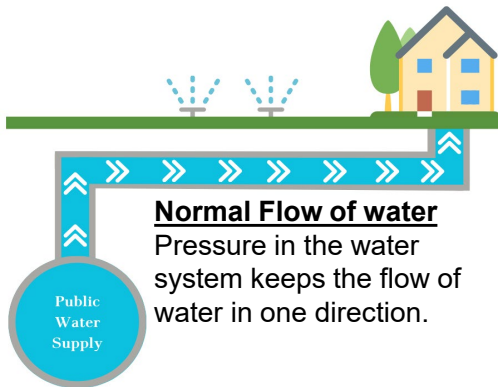 Normal Flow of water
Pressure in the water
system keeps the flow of
water in one direction.
Public
Water
Supply